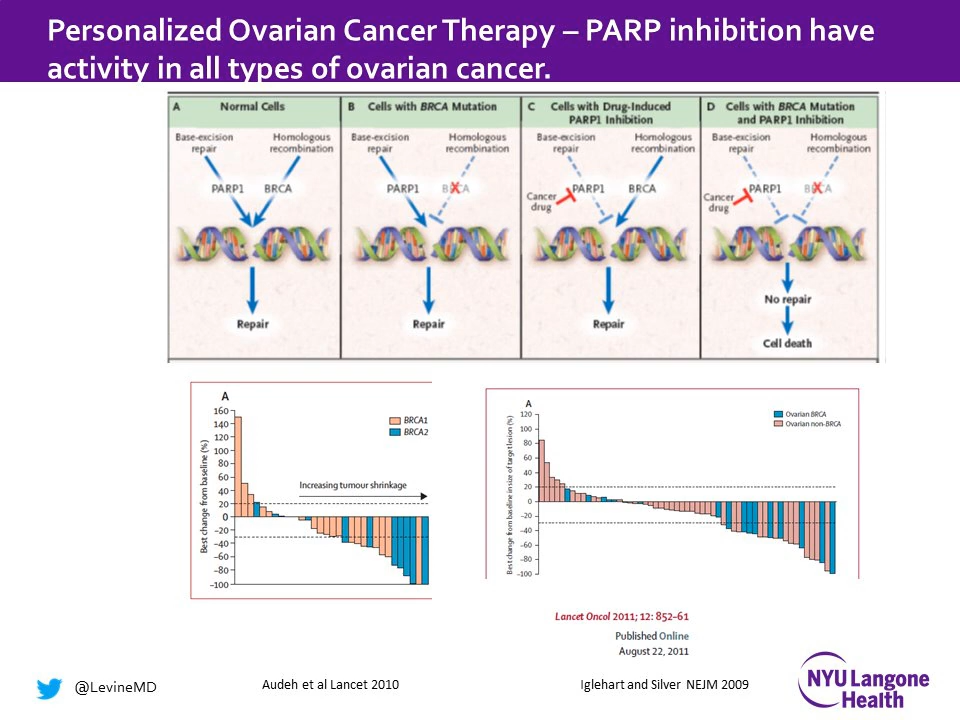 Personalized Ovarian Cancer Therapy – PARP inhibition have
activity in all types of ovarian cancer.
A Normal Cells
Base-excision repair Homologous recombination
PARP1 BRCA
Repair
B Cells with BRCA Mutation
Base-excision repair Homologous recombination
PARP1 BRCA
Repair
C Cells with Drug-Induced
PARP1 Inhibition
Base-excision repair Homologous recombination
Cancer drug
PARP1 BRCA
Repair
D Cells with BRCA Mutation
and PARP1 Inhibition
Base-excision repair Homologous recombination
Cancer drug
PARP1 BRCA
No repair
Cell death
A
Best change from baseline (%)
160
140
120
100
80
60
40
20
0
−20
−40
−60
−80
−100
BRCA1
BRCA2
Increasing tumour shrinkage
A
Best change from baseline in size of target lesion (%)
120
100
80
60
40
20
0
−20
−40
−60
−80
−100
Ovarian BRCA
Ovarian non-BRCA
Lancet Oncol 2011; 12: 852–61
Published Online
August 22, 2011
@LevineMD
Audeh et al Lancet 2010
Iglehart and Silver NEJM 2009
NYU Langone
Health